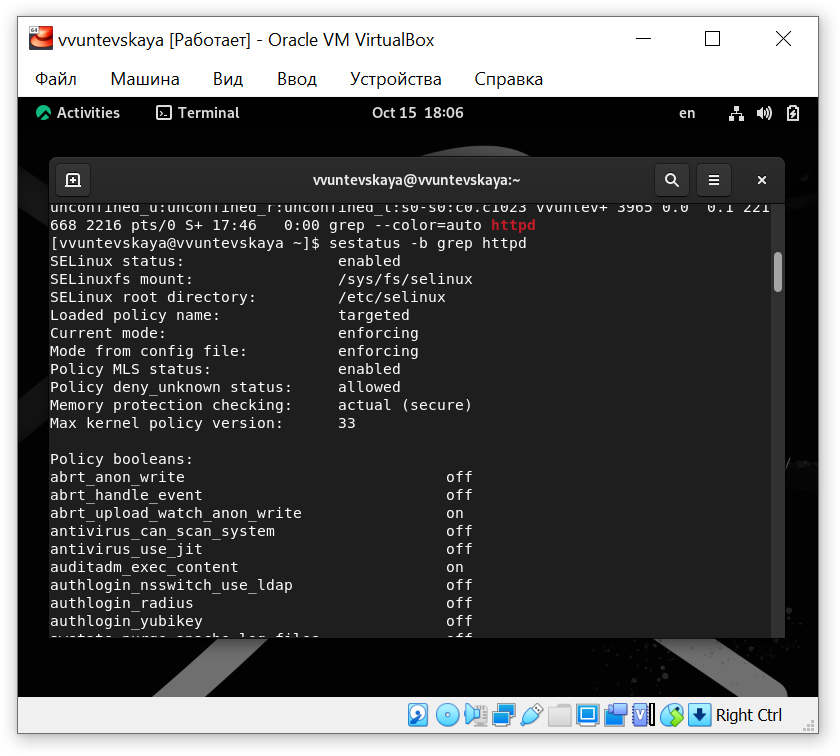 64
vvuntevskaya [Работает] - Oracle VM VirtualBox
Файл Машина Вид Ввод Устройства Справка
Activities Terminal Oct 15 18:06 en
vvuntevskaya@vvuntevskaya:~
unconfined_u:unconfined_r:unconfined_t:s0-s0:c0.c1023 vvuntev+ 3965 0.0 0.1 221
668 2216 pts/0 S+ 17:46 0:00 grep --color=auto httpd
[vvuntevskaya@vvuntevskaya ~]$ sestatus -b grep httpd
SELinux status: enabled
SELinuxfs mount: /sys/fs/selinux
SELinux root directory: /etc/selinux
Loaded policy name: targeted
Current mode: enforcing
Mode from config file: enforcing
Policy MLS status: enabled
Policy deny_unknown status: allowed
Memory protection checking: actual (secure)
Max kernel policy version: 33
Policy booleans:
abrt_anon_write off
abrt_handle_event off
abrt_upload_watch_anon_write on
antivirus_can_scan_system off
antivirus_use_jit off
auditadm_exec_content on
authlogin_nsswitch_use_ldap off
authlogin_radius off
authlogin_yubikey off
Right Ctrl